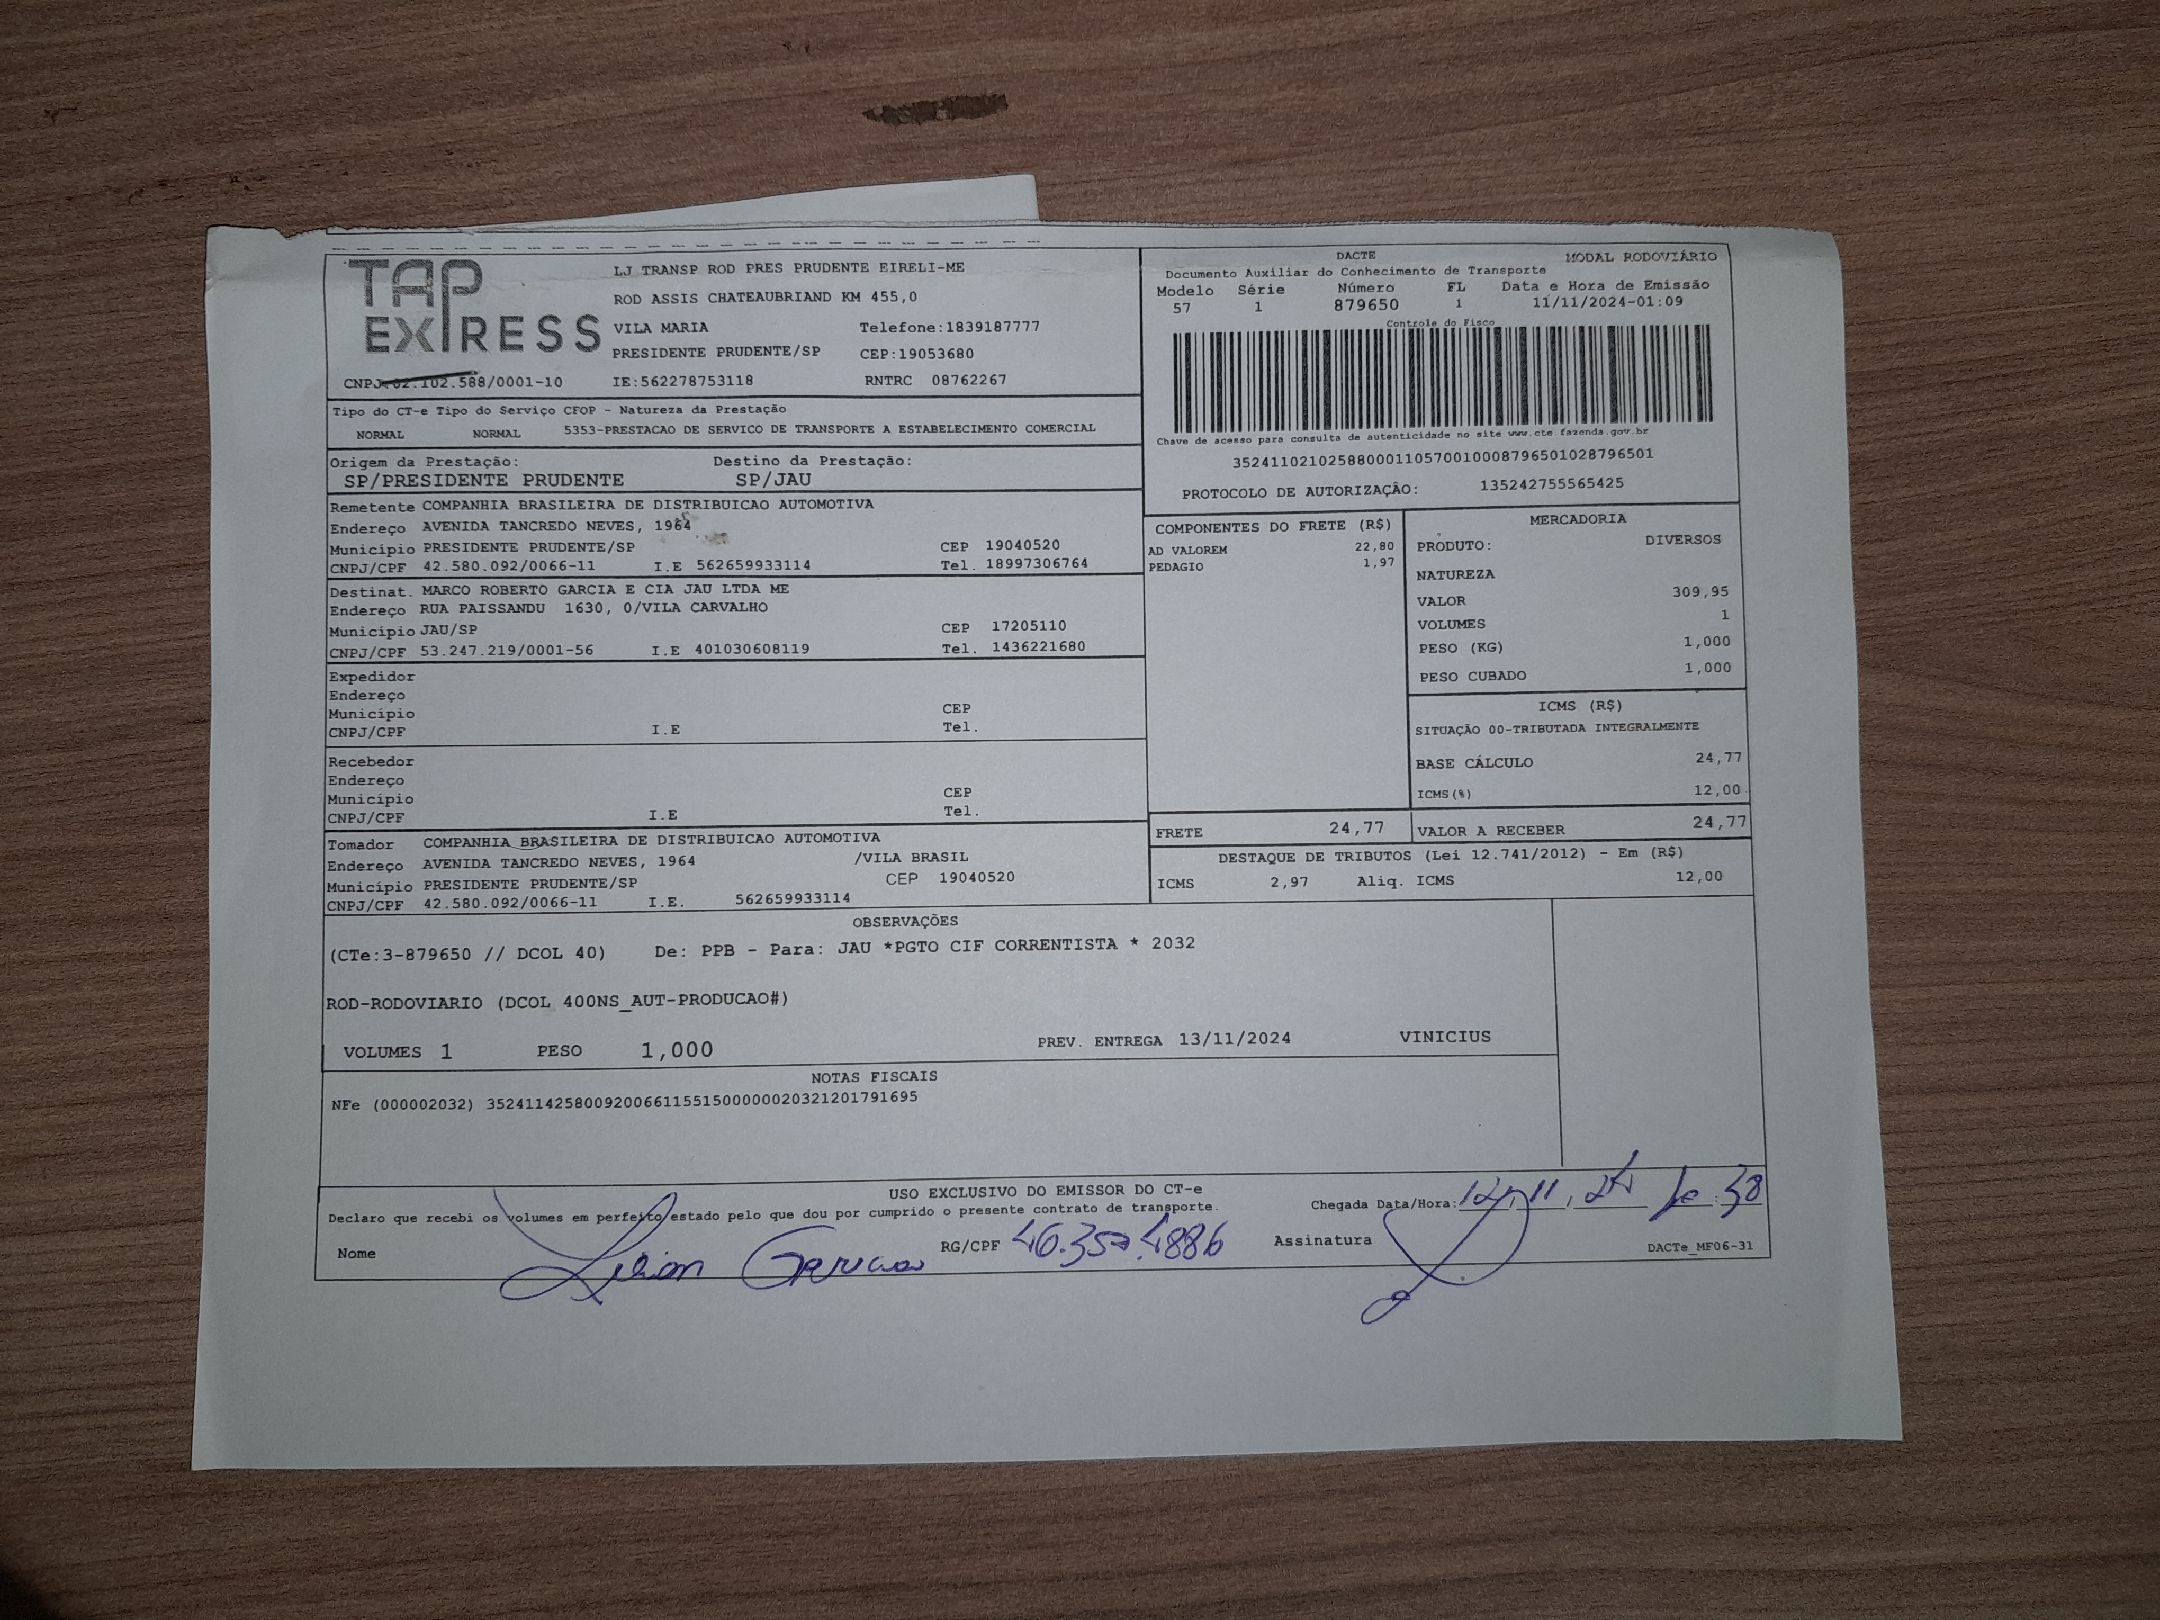 TAP EXPRESS
LJ TRANSP ROD PRES PRUDENTE EIRELI-ME
ROD ASSIS CHATEAUBRIAND KM 455,0
VILA MARIA Telefone:1839187777
PRESIDENTE PRUDENTE/SP CEP:19053680
CNPJ:02.102.588/0001-10 IE:562278753118 RNTRC 08762267
DACTE MODAL RODOVIÁRIO
Documento Auxiliar do Conhecimento de Transporte
Modelo Série Número FL Data e Hora de Emissão
57 1 879650 1 11/11/2024-01:09
Controle do Fisco
Chave de acesso para consulta de autenticidade no site www.cte.fazenda.gov.br
35241102102588000110570010008796501028796501
PROTOCOLO DE AUTORIZAÇÃO: 135242755565425
Tipo do CT-e Tipo do Serviço CFOP - Natureza da Prestação
NORMAL NORMAL 5353-PRESTACAO DE SERVICO DE TRANSPORTE A ESTABELECIMENTO COMERCIAL
Origem da Prestação: Destino da Prestação:
SP/PRESIDENTE PRUDENTE SP/JAU
Remetente COMPANHIA BRASILEIRA DE DISTRIBUICAO AUTOMOTIVA
Endereço AVENIDA TANCREDO NEVES, 1964
Município PRESIDENTE PRUDENTE/SP CEP 19040520
CNPJ/CPF 42.580.092/0066-11 I.E 562659933114 Tel. 18997306764
Destinat. MARCO ROBERTO GARCIA E CIA JAU LTDA ME
Endereço RUA PAISSANDU 1630, 0/VILA CARVALHO
Município JAU/SP CEP 17205110
CNPJ/CPF 53.247.219/0001-56 I.E 401030608119 Tel. 1436221680
Expedidor
Endereço
Município CEP
CNPJ/CPF I.E Tel.
Recebedor
Endereço
Município CEP
CNPJ/CPF I.E Tel.
Tomador COMPANHIA BRASILEIRA DE DISTRIBUICAO AUTOMOTIVA
Endereço AVENIDA TANCREDO NEVES, 1964 /VILA BRASIL
Município PRESIDENTE PRUDENTE/SP CEP 19040520
CNPJ/CPF 42.580.092/0066-11 I.E. 562659933114
COMPONENTES DO FRETE (R$)
AD VALOREM 22,80
PEDAGIO 1,97
MERCADORIA
PRODUTO: DIVERSOS
NATUREZA
VALOR 309,95
VOLUMES 1
PESO (KG) 1,000
PESO CUBADO 1,000
ICMS (R$)
SITUAÇÃO 00-TRIBUTADA INTEGRALMENTE
BASE CÁLCULO 24,77
ICMS(%) 12,00
FRETE 24,77 VALOR A RECEBER 24,77
DESTAQUE DE TRIBUTOS (Lei 12.741/2012) - Em (R$)
ICMS 2,97 Aliq. ICMS 12,00
OBSERVAÇÕES
(CTe:3-879650 // DCOL 40) De: PPB - Para: JAU *PGTO CIF CORRENTISTA * 2032
ROD-RODOVIARIO (DCOL 400NS_AUT-PRODUCAO#)
VOLUMES 1 PESO 1,000 PREV. ENTREGA 13/11/2024 VINICIUS
NOTAS FISCAIS
NFe (000002032) 35241142580092006611551500000020321201791695
USO EXCLUSIVO DO EMISSOR DO CT-e
Declaro que recebi os volumes em perfeito estado pelo que dou por cumprido o presente contrato de transporte.
Chegada Data/Hora: 12, 11, 24
Nome RG/CPF Assinatura
DACTe_MF06-31